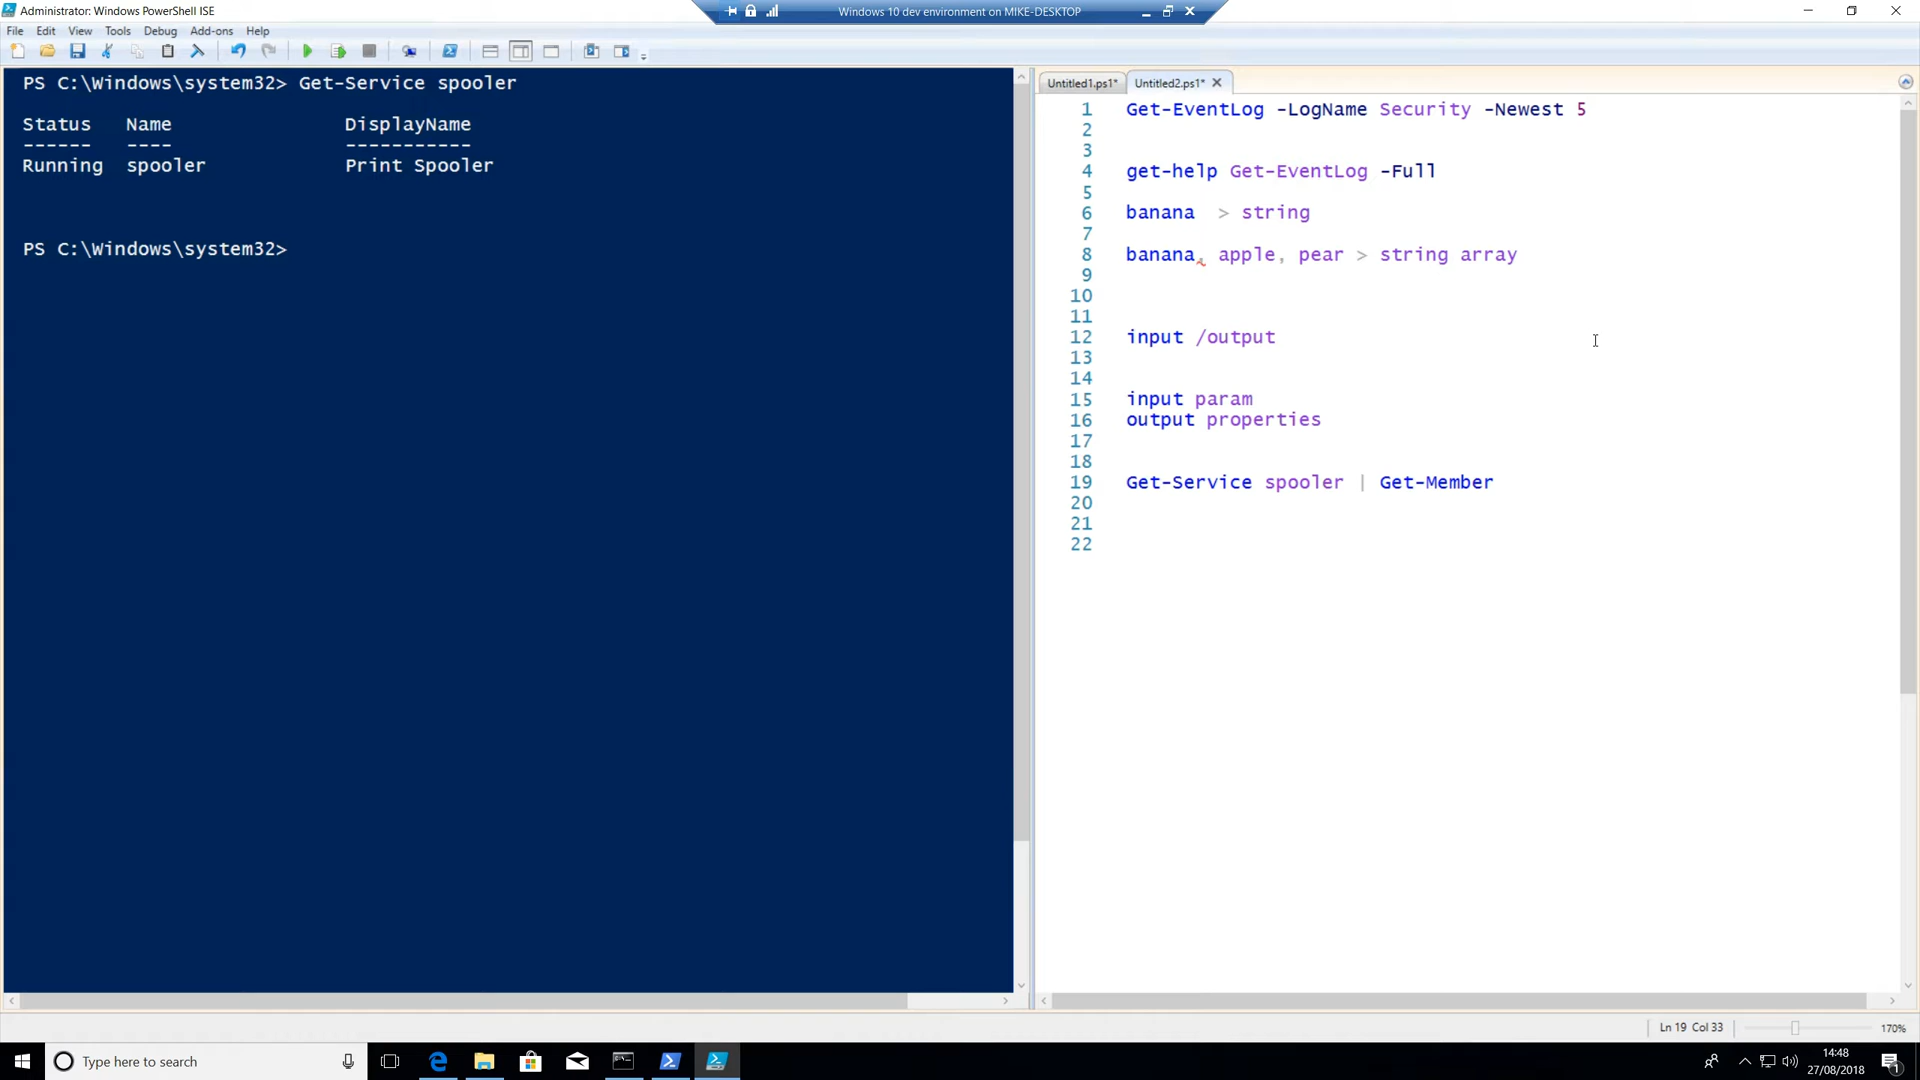 Administrator: Windows PowerShell ISE
Windows 10 dev environment on MIKE-DESKTOP
File Edit View Tools Debug Add-ons Help
PS C:\Windows\system32> Get-Service spooler
Status Name DisplayName
------ ---- -----------
Running spooler Print Spooler
PS C:\Windows\system32>
Untitled1.ps1* Untitled2.ps1*
1 Get-EventLog -LogName Security -Newest 5
2
3
4 get-help Get-EventLog -Full
5
6 banana  > string
7
8 banana, apple, pear > string array
9
10
11
12 input /output
13
14
15 input param
16 output properties
17
18
19 Get-Service spooler | Get-Member
20
21
22
Ln 19 Col 33 170%
Type here to search
14:48
27/08/2018
1